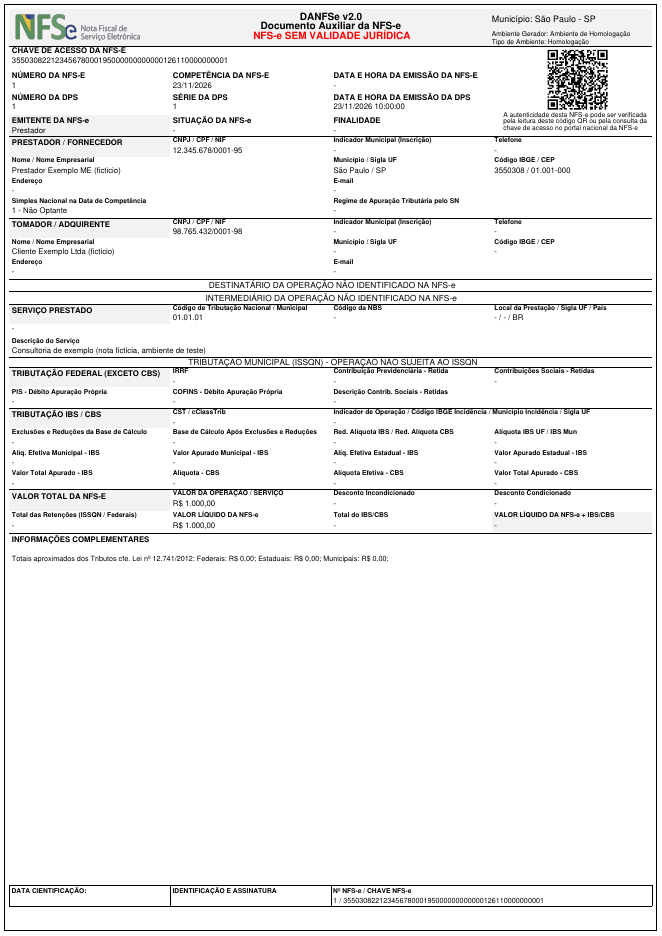 NFSe Nota Fiscal de
Serviço Eletrônica
DANFSe v2.0
Documento Auxiliar da NFS-e
NFS-e SEM VALIDADE JURÍDICA
Município: São Paulo - SP
Ambiente Gerador: Ambiente de Homologação
Tipo de Ambiente: Homologação
CHAVE DE ACESSO DA NFS-E
35503082212345678000195000000000000126110000000001
NÚMERO DA NFS-E COMPETÊNCIA DA NFS-E DATA E HORA DA EMISSÃO DA NFS-E
1 23/11/2026 -
NÚMERO DA DPS SÉRIE DA DPS DATA E HORA DA EMISSÃO DA DPS
1 1 23/11/2026 10:00:00
A autenticidade desta NFS-e pode ser verificada
pela leitura deste código QR ou pela consulta da
chave de acesso no portal nacional da NFS-e
EMITENTE DA NFS-e SITUAÇÃO DA NFS-e FINALIDADE
Prestador - -
PRESTADOR / FORNECEDOR CNPJ / CPF / NIF Indicador Municipal (Inscrição) Telefone
12.345.678/0001-95 - -
Nome / Nome Empresarial Município / Sigla UF Código IBGE / CEP
Prestador Exemplo ME (ficticio) São Paulo / SP 3550308 / 01.001-000
Endereço E-mail
- -
Simples Nacional na Data de Competência Regime de Apuração Tributária pelo SN
1 - Não Optante -
TOMADOR / ADQUIRENTE CNPJ / CPF / NIF Indicador Municipal (Inscrição) Telefone
98.765.432/0001-98 - -
Nome / Nome Empresarial Município / Sigla UF Código IBGE / CEP
Cliente Exemplo Ltda (ficticio) - -
Endereço E-mail
- -
DESTINATÁRIO DA OPERAÇÃO NÃO IDENTIFICADO NA NFS-e
INTERMEDIÁRIO DA OPERAÇÃO NÃO IDENTIFICADO NA NFS-e
SERVIÇO PRESTADO Código de Tributação Nacional / Municipal Código da NBS Local da Prestação / Sigla UF / País
01.01.01 - - / - / BR
-
Descrição do Serviço
Consultoria de exemplo (nota ficticia, ambiente de teste)
TRIBUTAÇÃO MUNICIPAL (ISSQN) - OPERAÇÃO NÃO SUJEITA AO ISSQN
TRIBUTAÇÃO FEDERAL (EXCETO CBS) IRRF Contribuição Previdenciária - Retida Contribuições Sociais - Retidas
- - -
PIS - Débito Apuração Própria COFINS - Débito Apuração Própria Descrição Contrib. Sociais - Retidas
- - -
TRIBUTAÇÃO IBS / CBS CST / cClassTrib Indicador de Operação / Código IBGE Incidência / Município Incidência / Sigla UF
- -
Exclusões e Reduções da Base de Cálculo Base de Cálculo Após Exclusões e Reduções Red. Alíquota IBS / Red. Alíquota CBS Alíquota IBS UF / IBS Mun
- - - -
Alíq. Efetiva Municipal - IBS Valor Apurado Municipal - IBS Alíq. Efetiva Estadual - IBS Valor Apurado Estadual - IBS
- - - -
Valor Total Apurado - IBS Alíquota - CBS Alíquota Efetiva - CBS Valor Total Apurado - CBS
- - - -
VALOR TOTAL DA NFS-E VALOR DA OPERAÇÃO / SERVIÇO Desconto Incondicionado Desconto Condicionado
R$ 1.000,00 - -
Total das Retenções (ISSQN / Federais) VALOR LÍQUIDO DA NFS-e Total do IBS/CBS VALOR LÍQUIDO DA NFS-e + IBS/CBS
- R$ 1.000,00 - -
INFORMAÇÕES COMPLEMENTARES
Totais aproximados dos Tributos cfe. Lei nº 12.741/2012: Federais: R$ 0,00; Estaduais: R$ 0,00; Municipais: R$ 0,00;
DATA CIENTIFICAÇÃO: IDENTIFICAÇÃO E ASSINATURA Nº NFS-e / CHAVE NFS-e
1 / 35503082212345678000195000000000000126110000000001